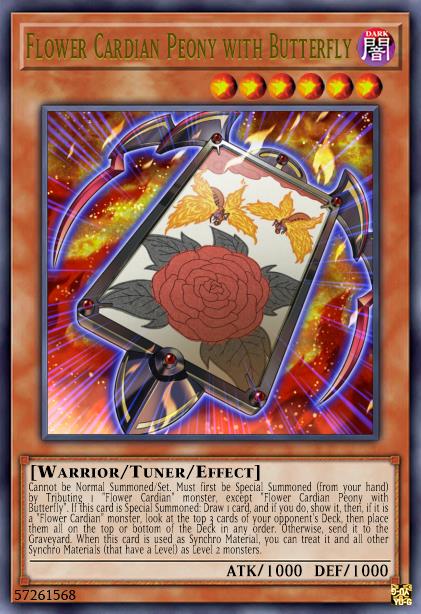 Flower Cardian Peony with Butterfly
DARK
闇
[Warrior/Tuner/Effect]
Cannot be Normal Summoned/Set. Must first be Special Summoned (from your hand)
by Tributing 1 "Flower Cardian" monster, except "Flower Cardian Peony with
Butterfly". If this card is Special Summoned: Draw 1 card, and if you do, show it, then, if it is
a "Flower Cardian" monster, look at the top 3 cards of your opponent's Deck, then place
them all on the top or bottom of the Deck in any order. Otherwise, send it to the
Graveyard. When this card is used as Synchro Material, you can treat it and all other
Synchro Materials (that have a Level) as Level 2 monsters.
ATK/1000 DEF/1000
57261568